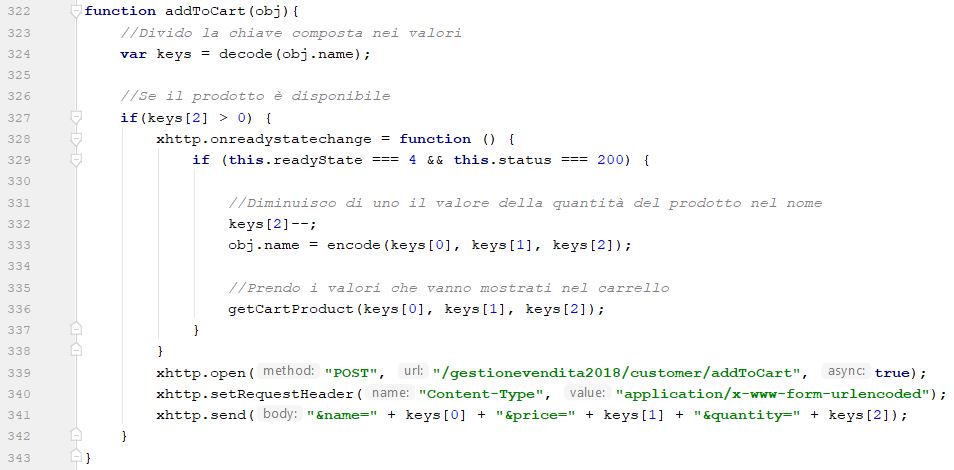 322 function addToCart(obj){
323     //Divido la chiave composta nei valori
324     var keys = decode(obj.name);
325
326     //Se il prodotto è disponibile
327     if(keys[2] > 0) {
328         xhttp.onreadystatechange = function () {
329             if (this.readyState === 4 && this.status === 200) {
330
331                 //Diminuisco di uno il valore della quantità del prodotto nel nome
332                 keys[2]--;
333                 obj.name = encode(keys[0], keys[1], keys[2]);
334
335                 //Prendo i valori che vanno mostrati nel carrello
336                 getCartProduct(keys[0], keys[1], keys[2]);
337             }
338         }
339         xhttp.open( method: "POST", url: "/gestionevendita2018/customer/addToCart", async: true);
340         xhttp.setRequestHeader( name: "Content-Type", value: "application/x-www-form-urlencoded");
341         xhttp.send( body: "&name=" + keys[0] + "&price=" + keys[1] + "&quantity=" + keys[2]);
342     }
343 }